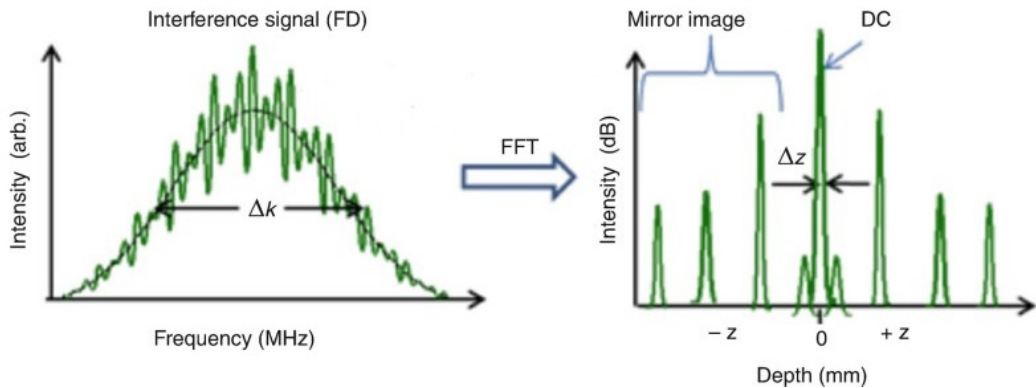 Interference signal (FD)
Intensity (arb.)
Δk
Frequency (MHz)
FFT
Mirror image
DC
Intensity (dB)
Δz
– z
0
+ z
Depth (mm)